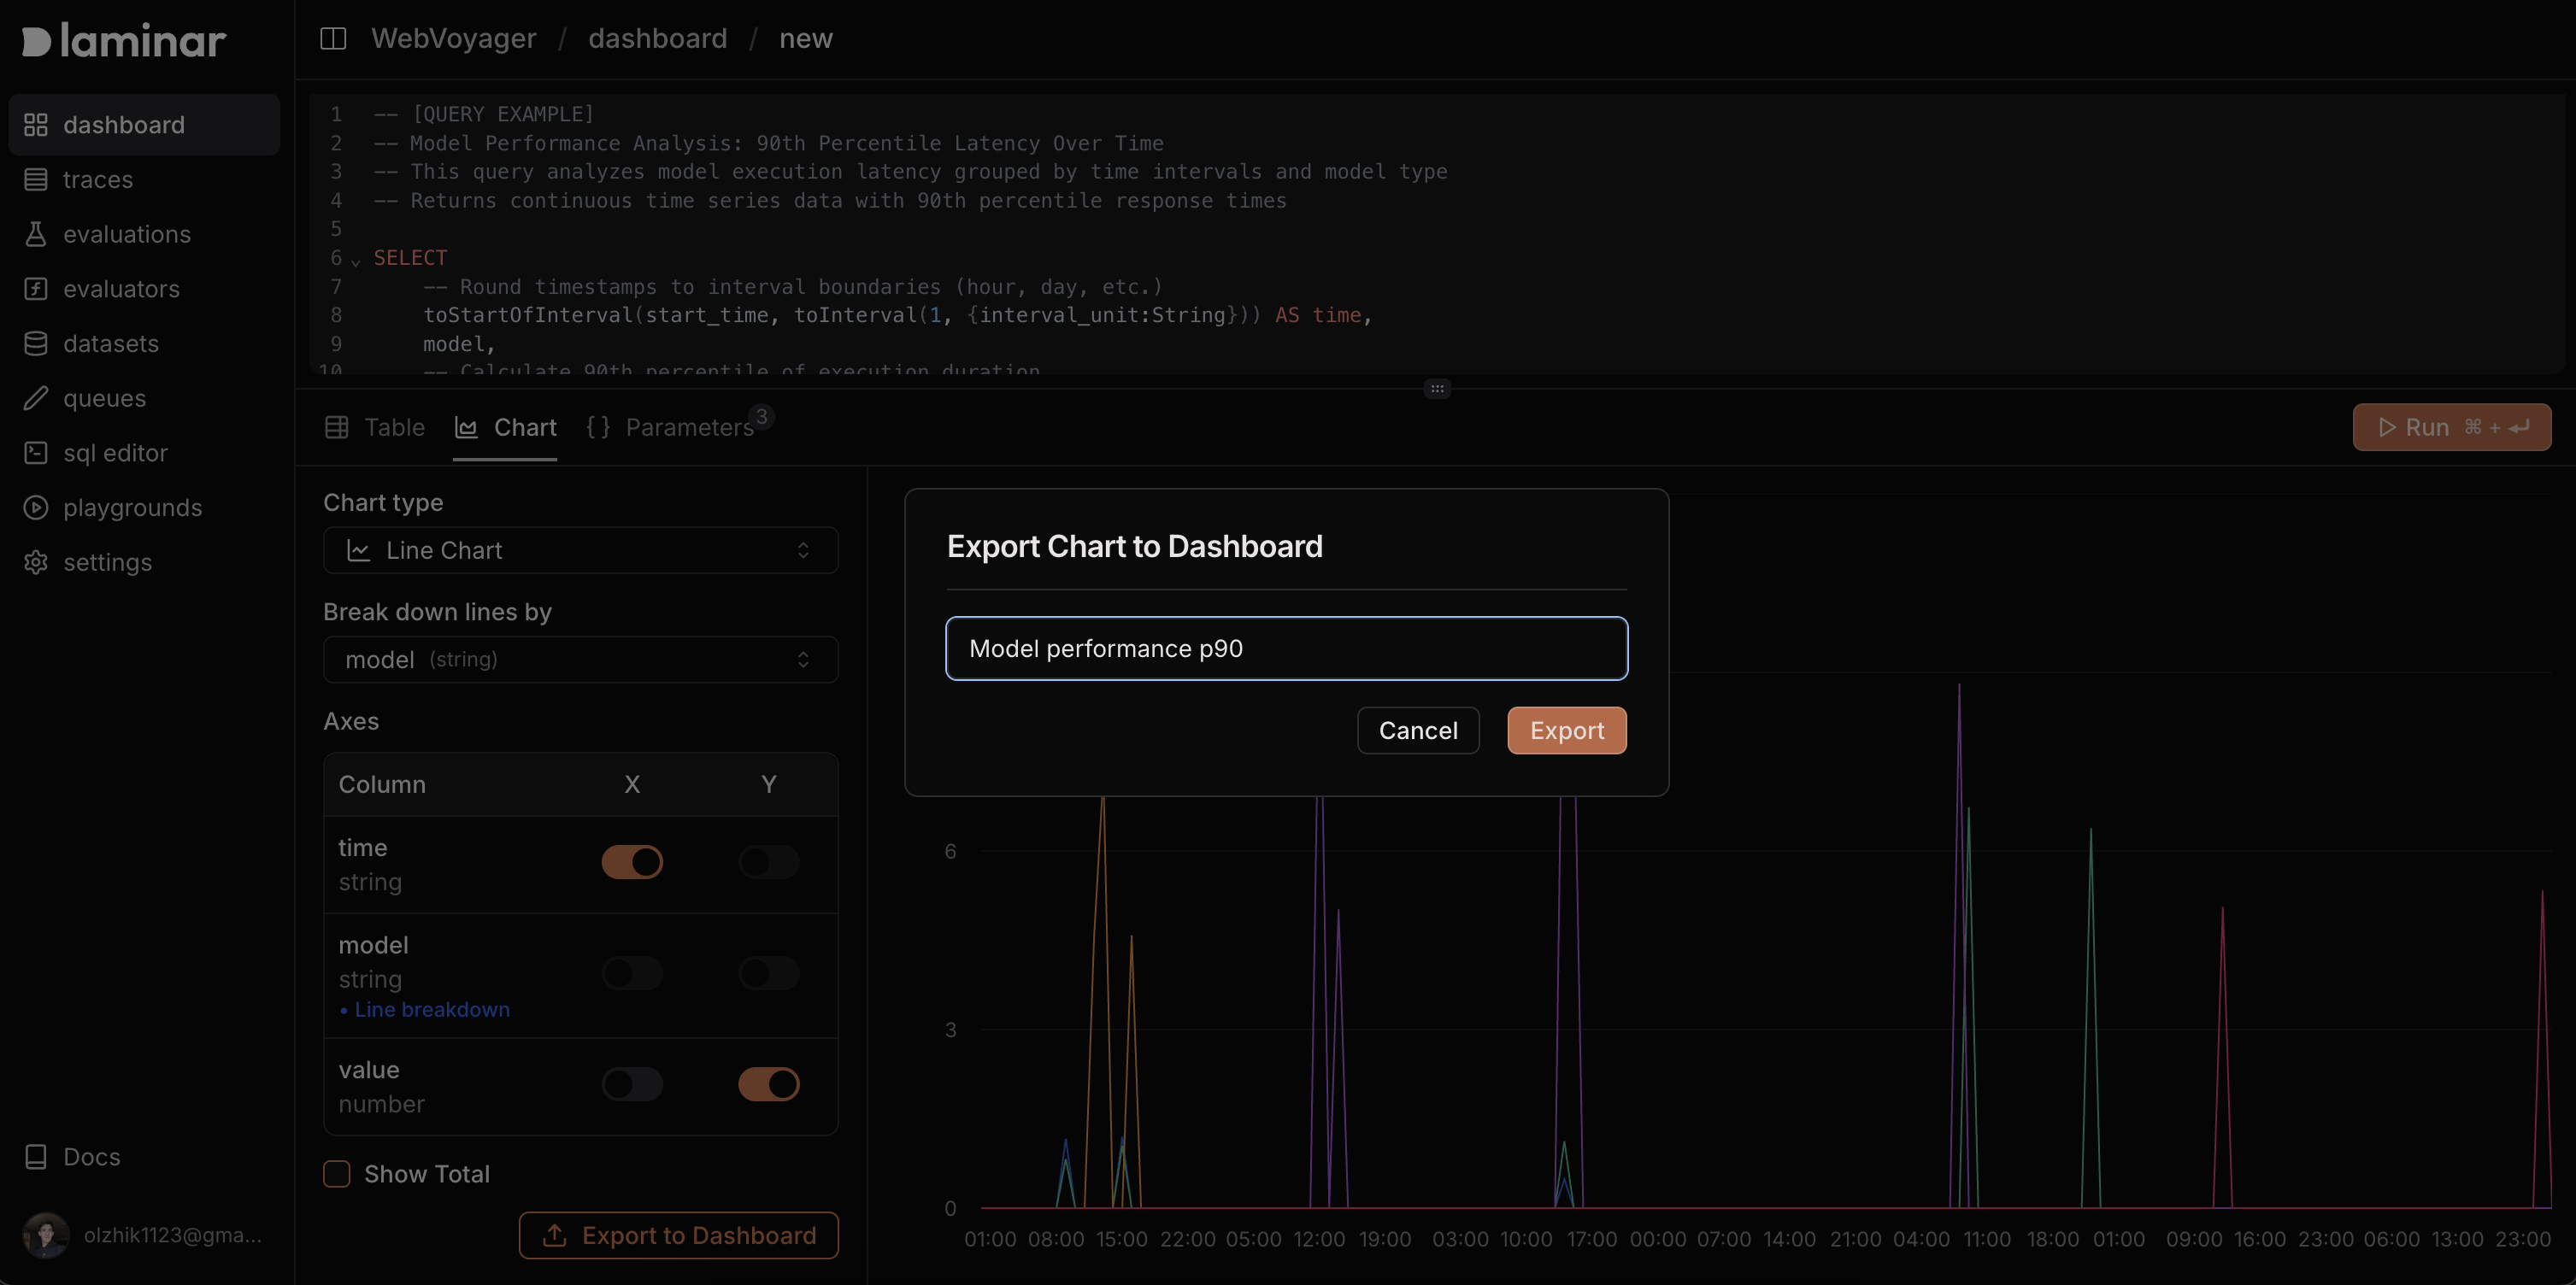 laminar
WebVoyager / dashboard / new
dashboard
traces
evaluations
evaluators
datasets
queues
sql editor
playgrounds
settings
Docs
olzhik1123@gma...
1 -- [QUERY EXAMPLE]
2 -- Model Performance Analysis: 90th Percentile Latency Over Time
3 -- This query analyzes model execution latency grouped by time intervals and model type
4 -- Returns continuous time series data with 90th percentile response times
5
6 SELECT
7 -- Round timestamps to interval boundaries (hour, day, etc.)
8 toStartOfInterval(start_time, toInterval(1, {interval_unit:String})) AS time,
9 model,
10 -- Calculate 90th percentile of execution duration
Table Chart {} Parameters 3
Run ⌘ + ↵
Chart type
Line Chart
Break down lines by
model (string)
Axes
Column X Y
time
string
model
string
• Line breakdown
value
number
Show Total
Export to Dashboard
Export Chart to Dashboard
Model performance p90
Cancel Export
6
3
0
01:00 08:00 15:00 22:00 05:00 12:00 19:00 03:00 10:00 17:00 00:00 07:00 14:00 21:00 04:00 11:00 18:00 01:00 09:00 16:00 23:00 06:00 13:00 23:00